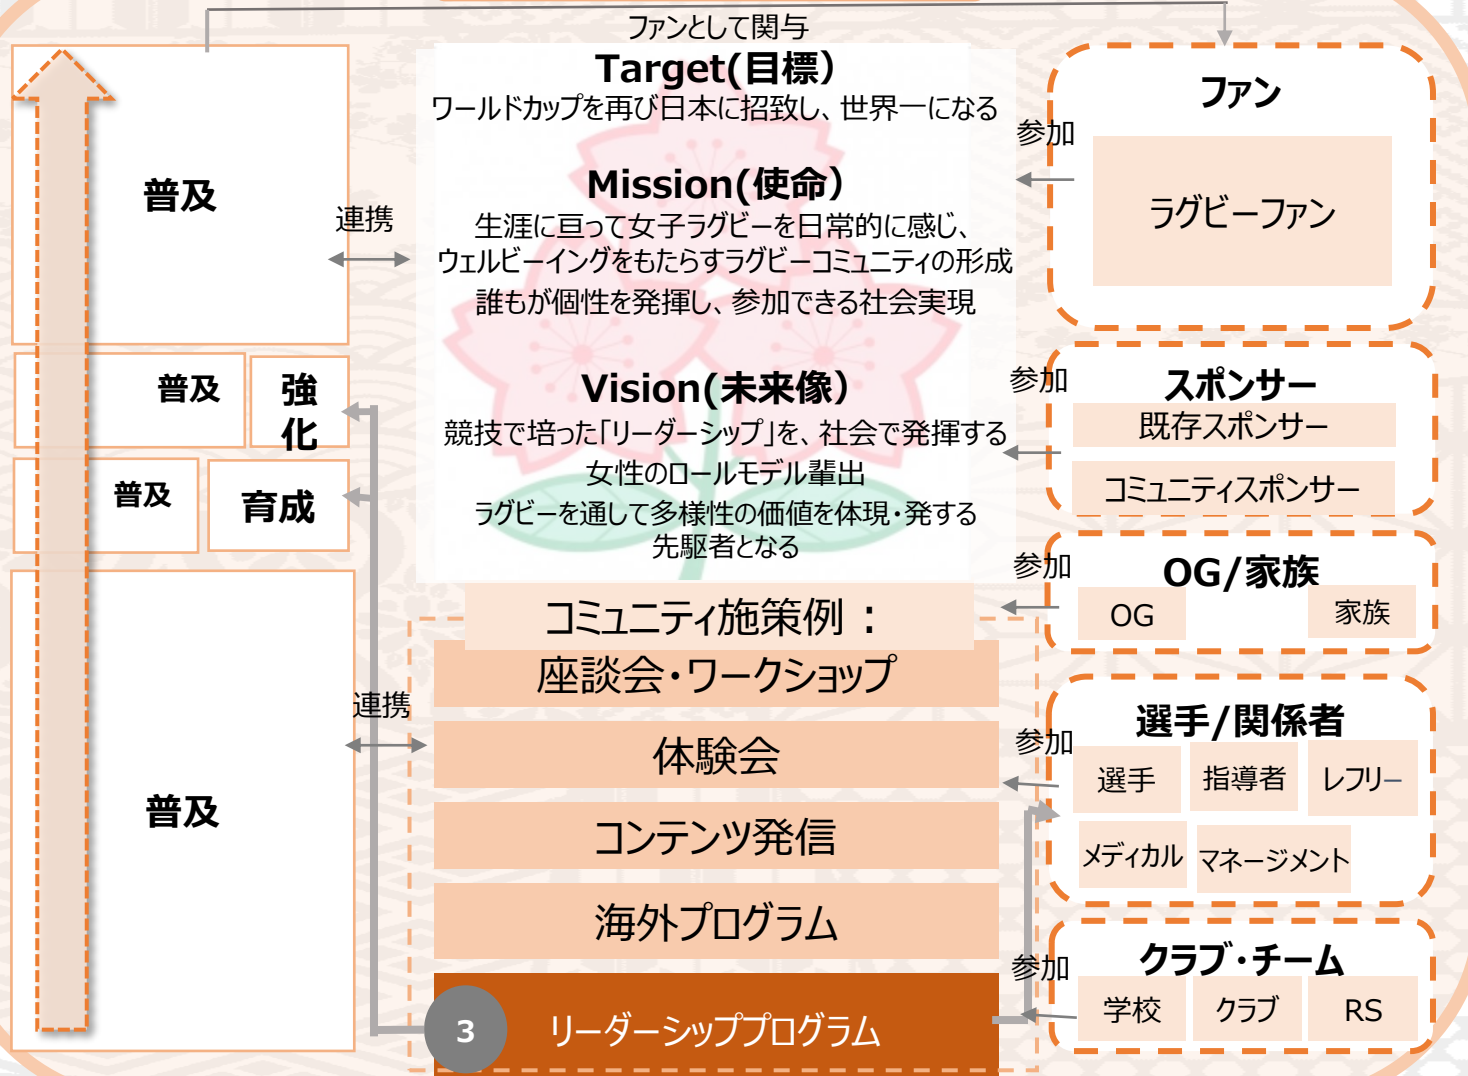 ファンとして関与
Target(目標）
ワールドカップを再び日本に招致し、世界一になる
Mission(使命）
生涯に亘って女子ラグビーを日常的に感じ、
ウェルビーイングをもたらすラグビーコミュニティの形成
誰もが個性を発揮し、参加できる社会実現
Vision(未来像）
競技で培った「リーダーシップ」を、社会で発揮する
女性のロールモデル輩出
ラグビーを通して多様性の価値を体現・発する
先駆者となる
普及
連携
普及
強
化
普及
育成
普及
連携
コミュニティ施策例：
座談会・ワークショップ
体験会
コンテンツ発信
海外プログラム
3
リーダーシッププログラム
参加
ファン
ラグビーファン
参加
スポンサー
既存スポンサー
コミュニティスポンサー
参加
OG/家族
OG
家族
参加
選手/関係者
選手
指導者
レフリー
メディカル
マネージメント
参加
クラブ・チーム
学校
クラブ
RS